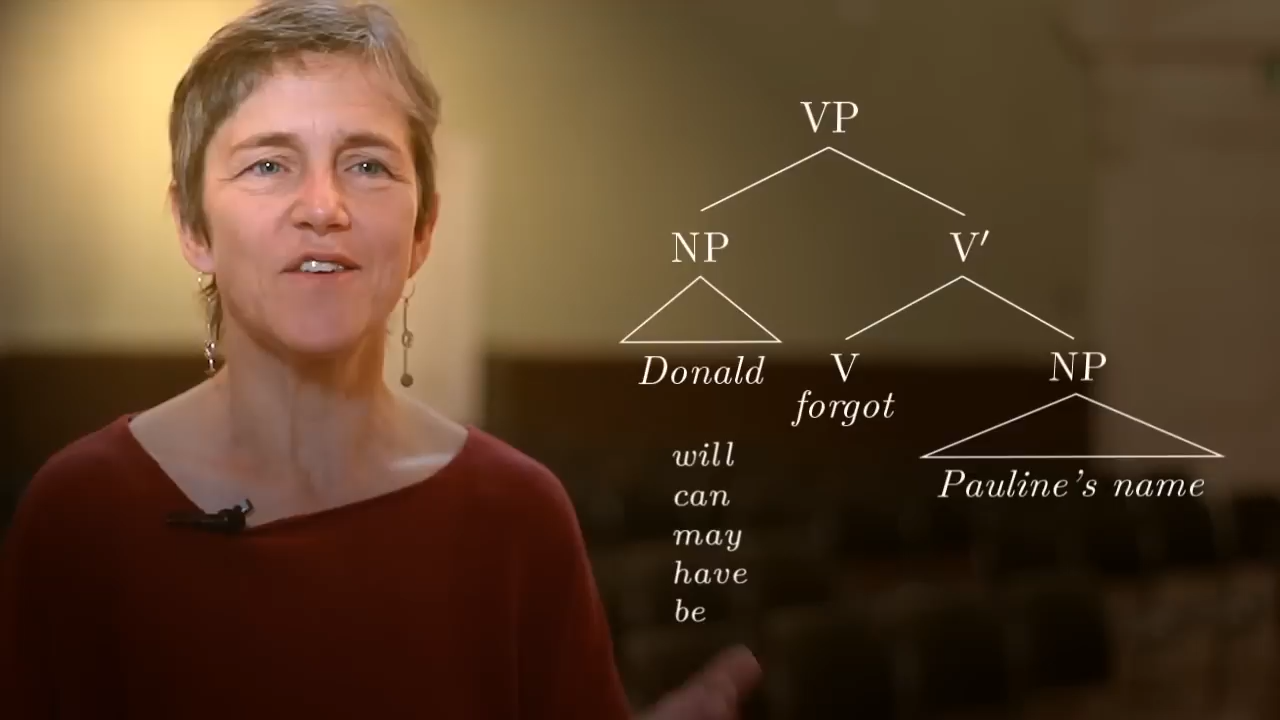 VP
NP V′
Donald V NP
forgot
Pauline's name
will
can
may
have
be